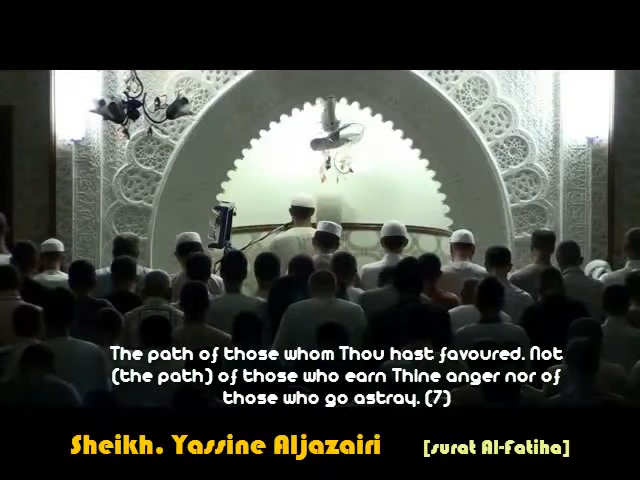 The path of those whom Thou hast favoured. Not
(the path) of those who earn Thine anger nor of
those who go astray. (7)
Sheikh. Yassine Aljazairi [surat Al-Fatiha]